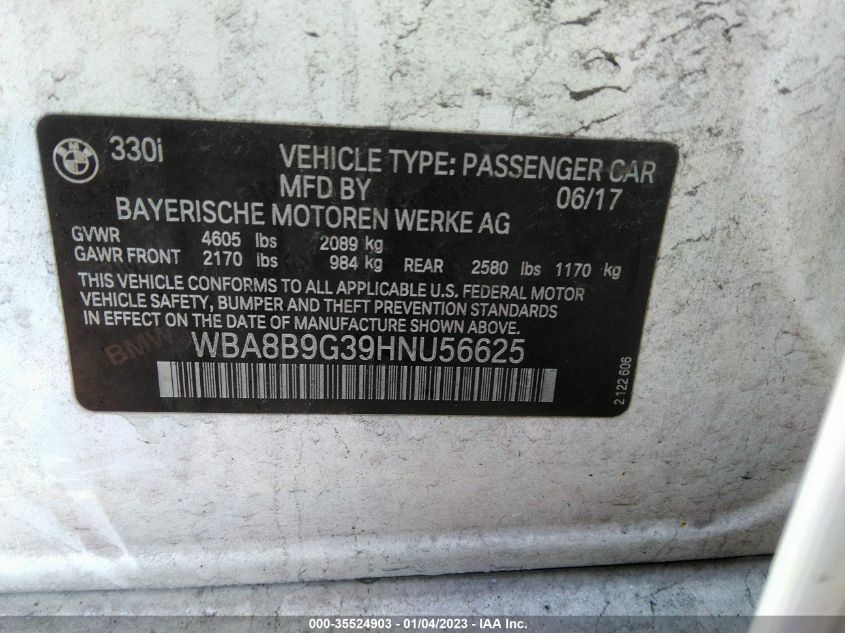 330i VEHICLE TYPE: PASSENGER CAR
MFD BY 06/17
BAYERISCHE MOTOREN WERKE AG
GVWR 4605 lbs 2089 kg
GAWR FRONT 2170 lbs 984 kg REAR 2580 lbs 1170 kg
THIS VEHICLE CONFORMS TO ALL APPLICABLE U.S. FEDERAL MOTOR
VEHICLE SAFETY, BUMPER AND THEFT PREVENTION STANDARDS
IN EFFECT ON THE DATE OF MANUFACTURE SHOWN ABOVE.
BMW
WBA8B9G39HNU56625
2 122 606
000-35524903 - 01/04/2023 - IAA Inc.